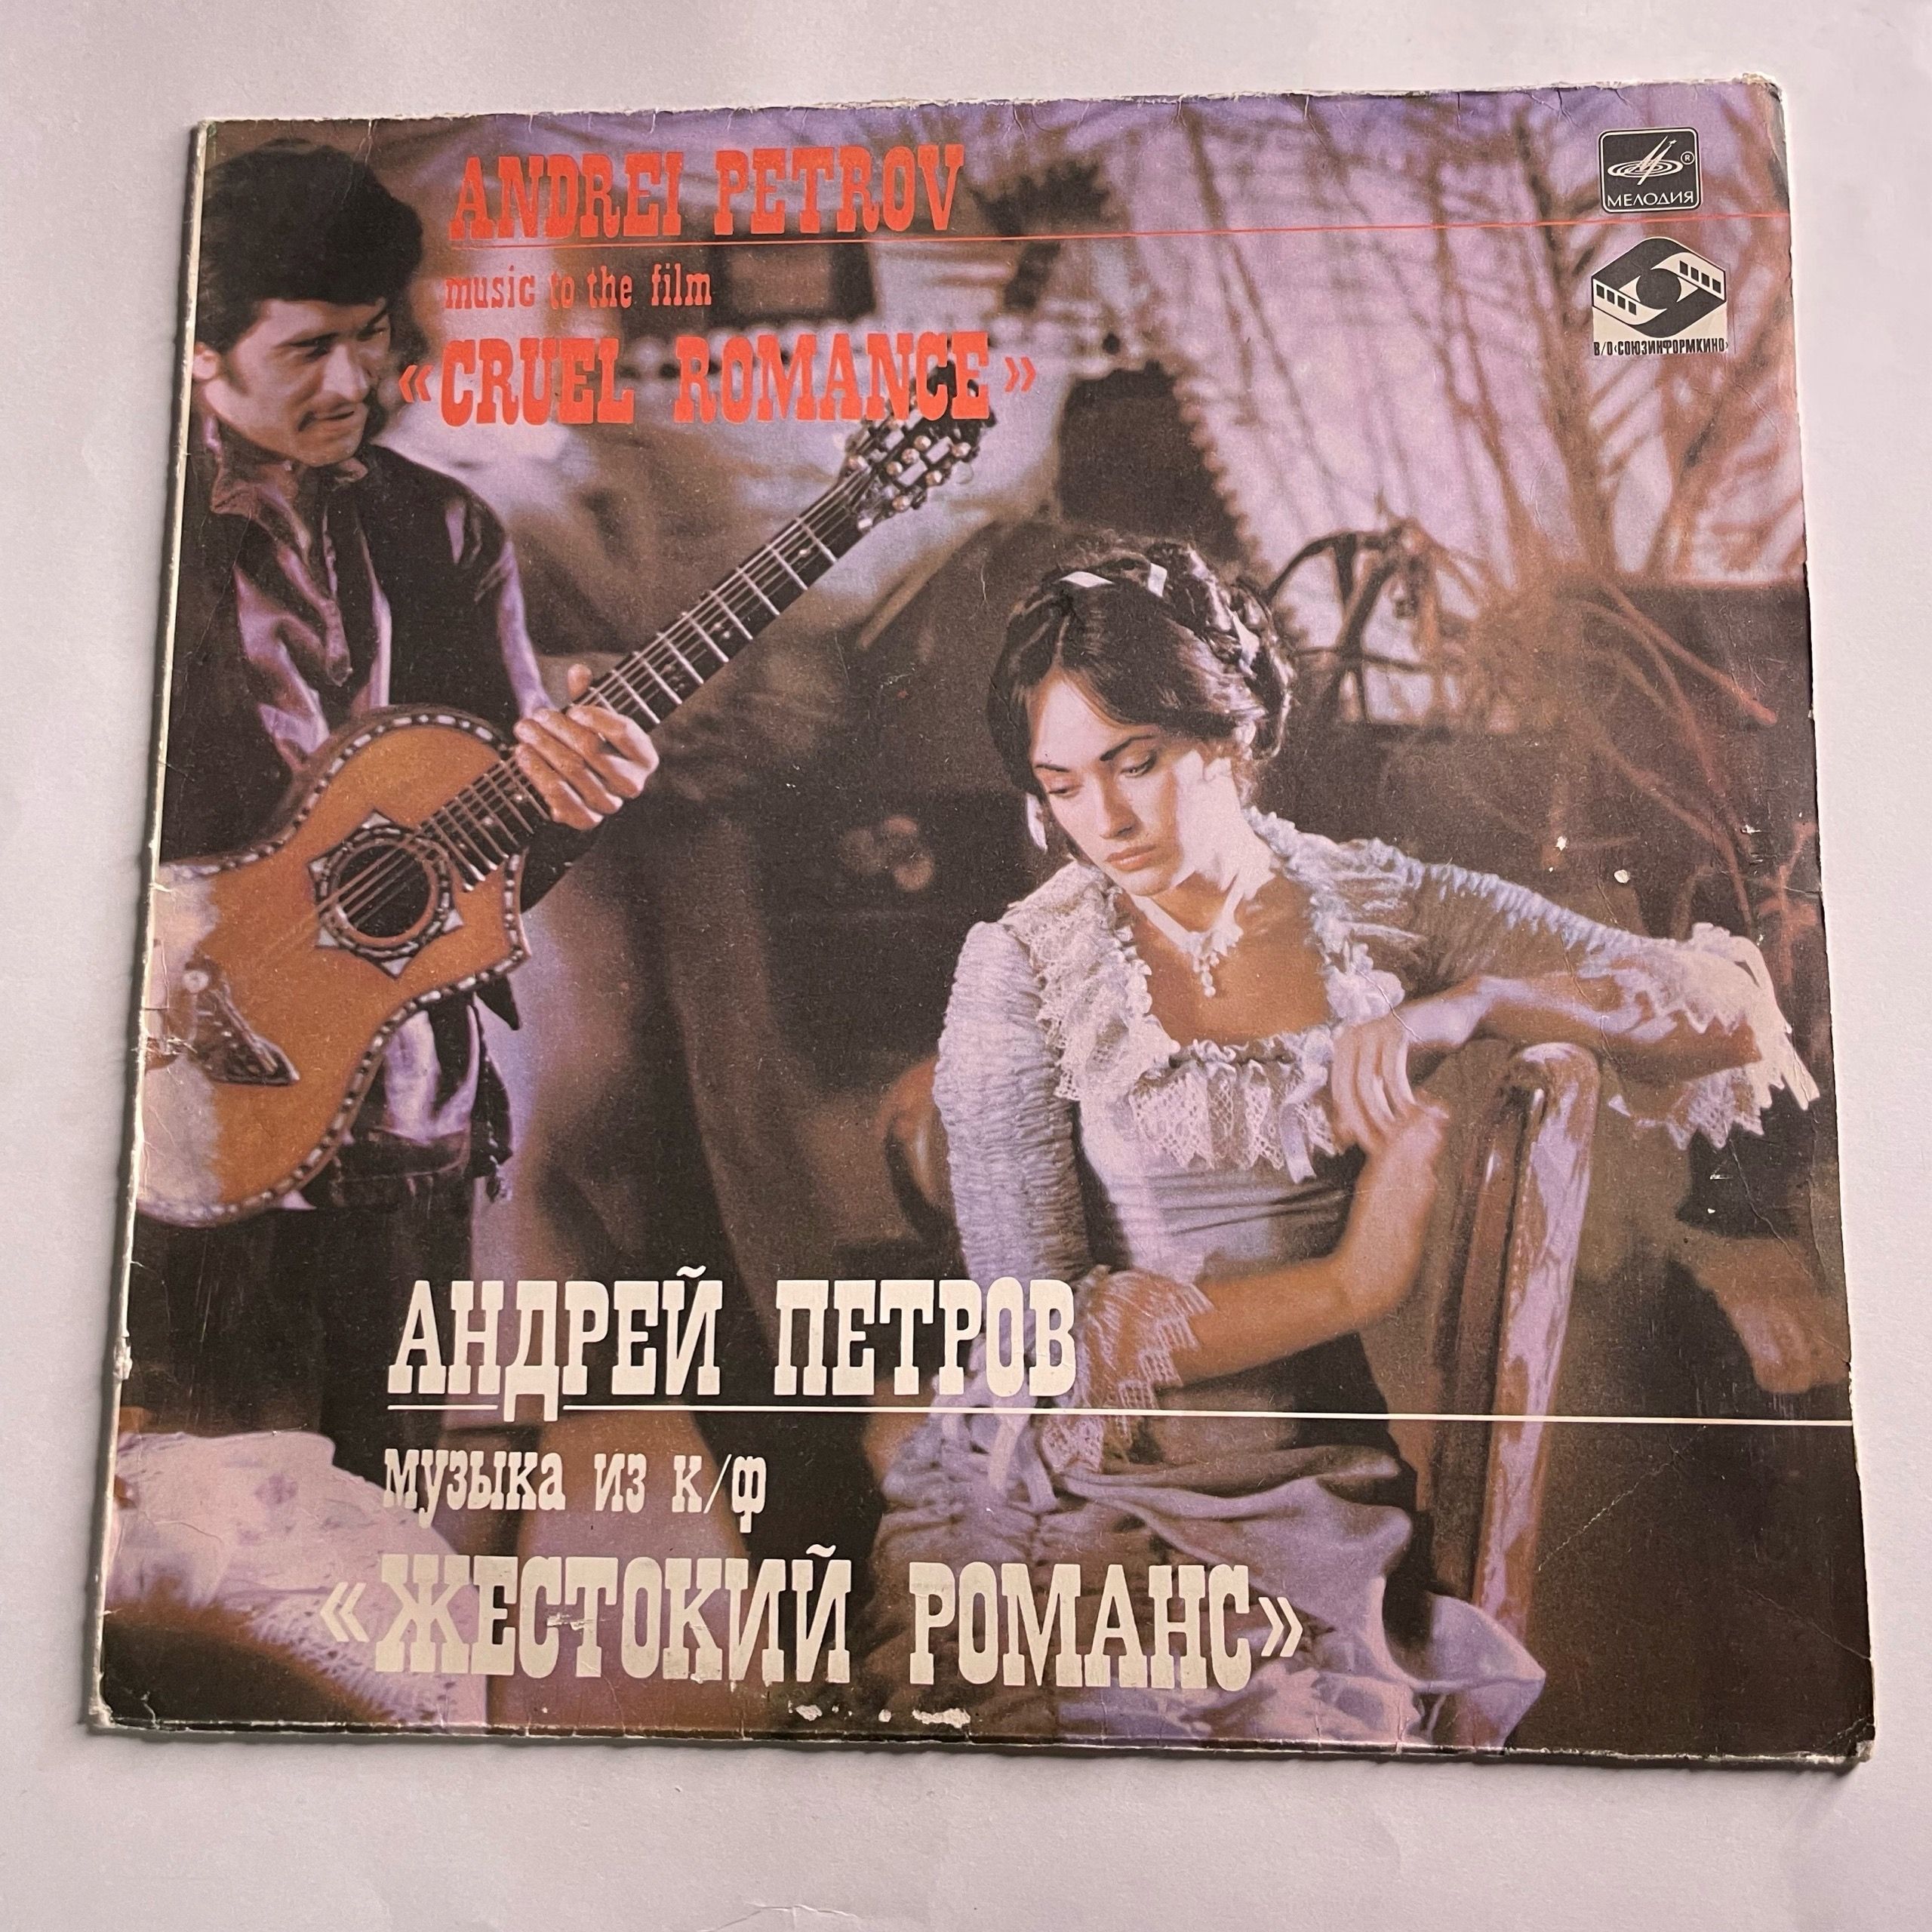 ANDREI PETROV
music to the film
«CRUEL ROMANCE»
МЕЛОДИЯ
®
В/О‹СОЮЗИНФОРМКИНО›
АНДРЕЙ ПЕТРОВ
музыка из к/ф
«ЖЕСТОКИЙ РОМАНС»